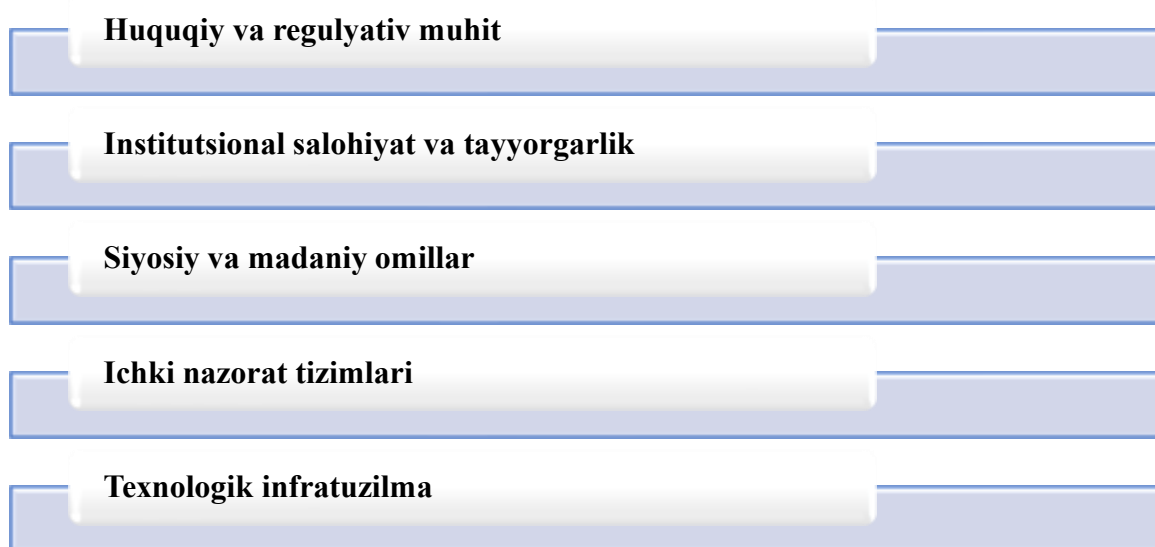 Huquqiy va regulyativ muhit
Institutsional salohiyat va tayyorgarlik
Siyosiy va madaniy omillar
Ichki nazorat tizimlari
Texnologik infratuzilma